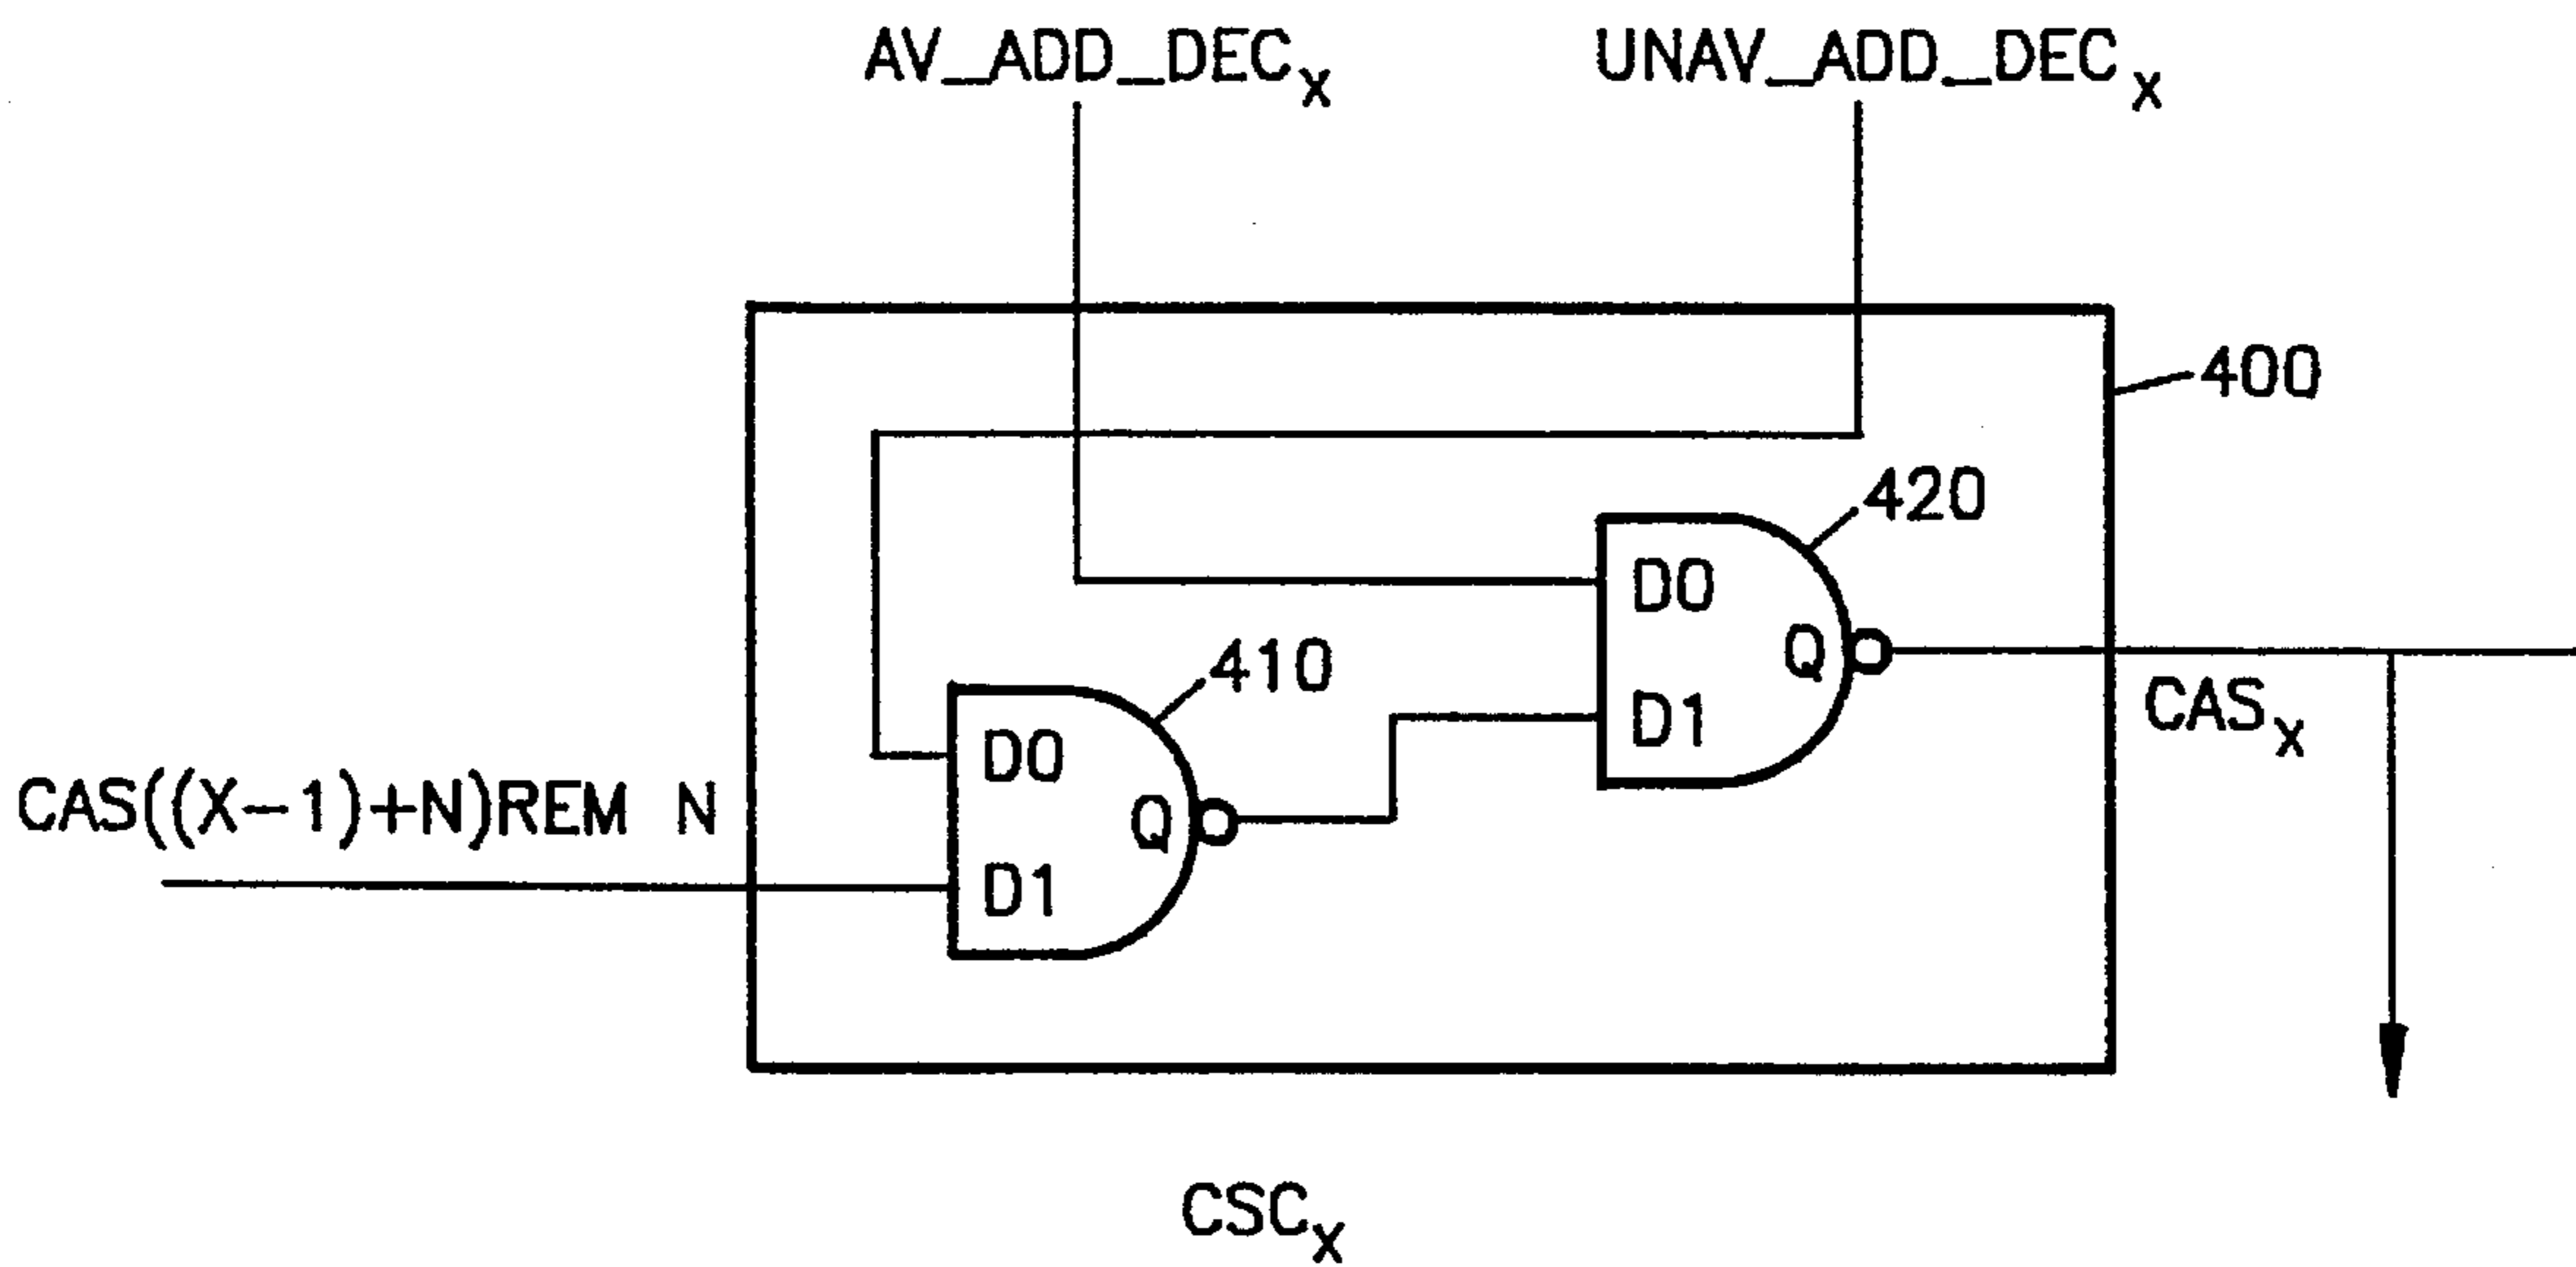 AV_ADD_DECX
UNAV_ADD_DECX
400
420
D0
Q
D1
410
D0
Q
D1
CASX
CAS((X-1)+N)REM N
CSCX